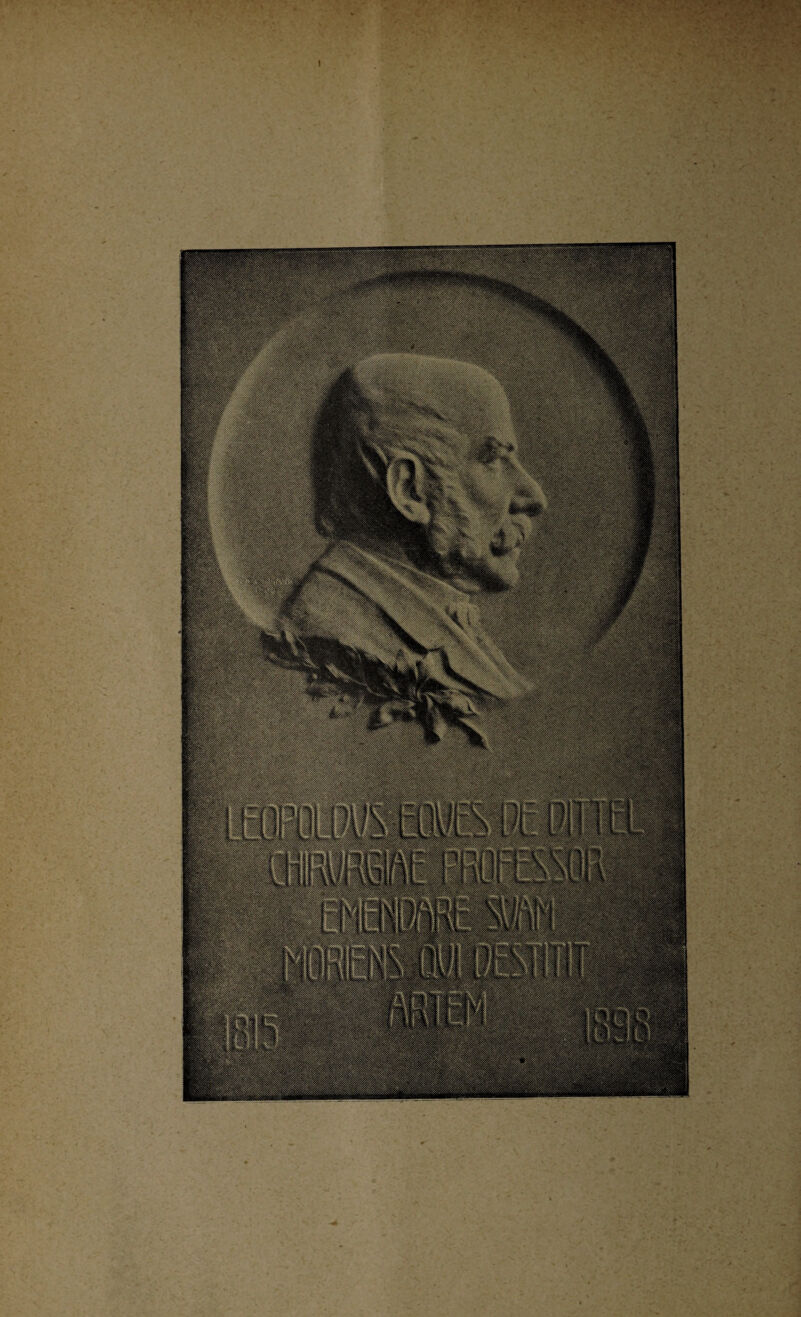 LEOPOLDVS EQVES DE DITTEL
CHIRVRGIAE PROFESSOR
EMENDARE SVAM
MORIENS QVI DESTITIT
ARTEM
1815 1898